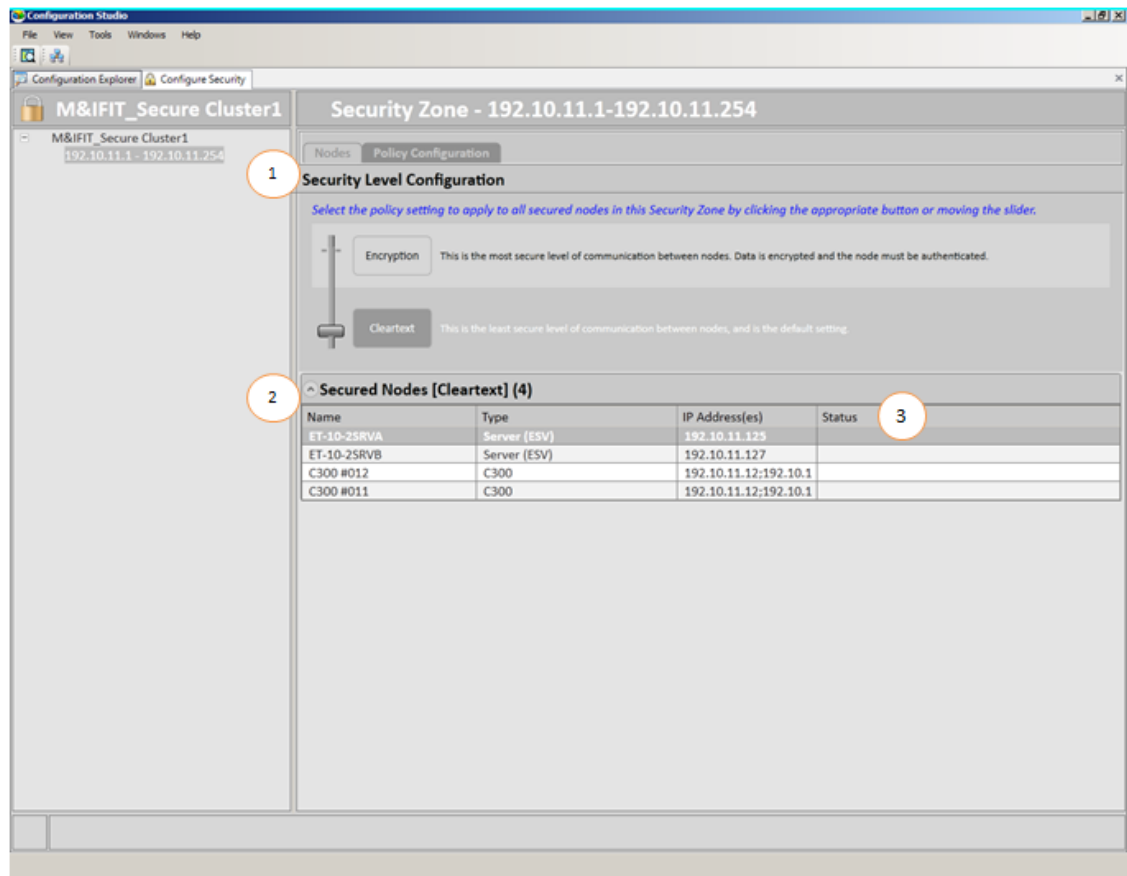 Configuration Studio
File View Tools Windows Help
Configuration Explorer Configure Security
M&IFIT_Secure Cluster1
Security Zone - 192.10.11.1-192.10.11.254
M&IFIT_Secure Cluster1
192.10.11.1 - 192.10.11.254
Nodes Policy Configuration
1
Security Level Configuration
Select the policy setting to apply to all secured nodes in this Security Zone by clicking the appropriate button or moving the slider.
Encryption This is the most secure level of communication between nodes. Data is encrypted and the node must be authenticated.
Cleartext This is the least secure level of communication between nodes, and is the default setting.
2
Secured Nodes [Cleartext] (4)
Name Type IP Address(es) Status 3
ET-10-2SRVA Server (ESV) 192.10.11.125
ET-10-2SRVB Server (ESV) 192.10.11.127
C300 #012 C300 192.10.11.12;192.10.1
C300 #011 C300 192.10.11.12;192.10.1